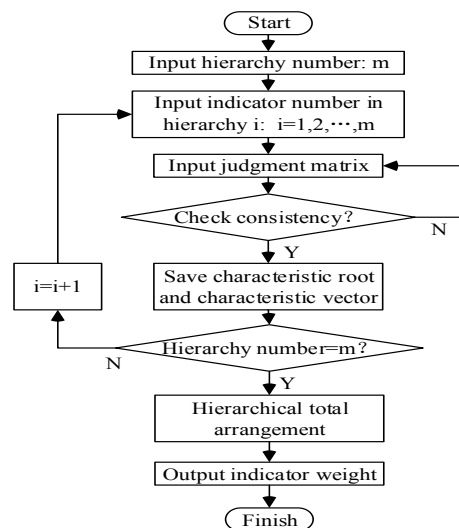 Start
Input hierarchy number: m
Input indicator number in
hierarchy i: i=1,2,⋯,m
Input judgment matrix
Check consistency?
N
Y
Save characteristic root
and characteristic vector
i=i+1
Hierarchy number=m?
N
Y
Hierarchical total
arrangement
Output indicator weight
Finish